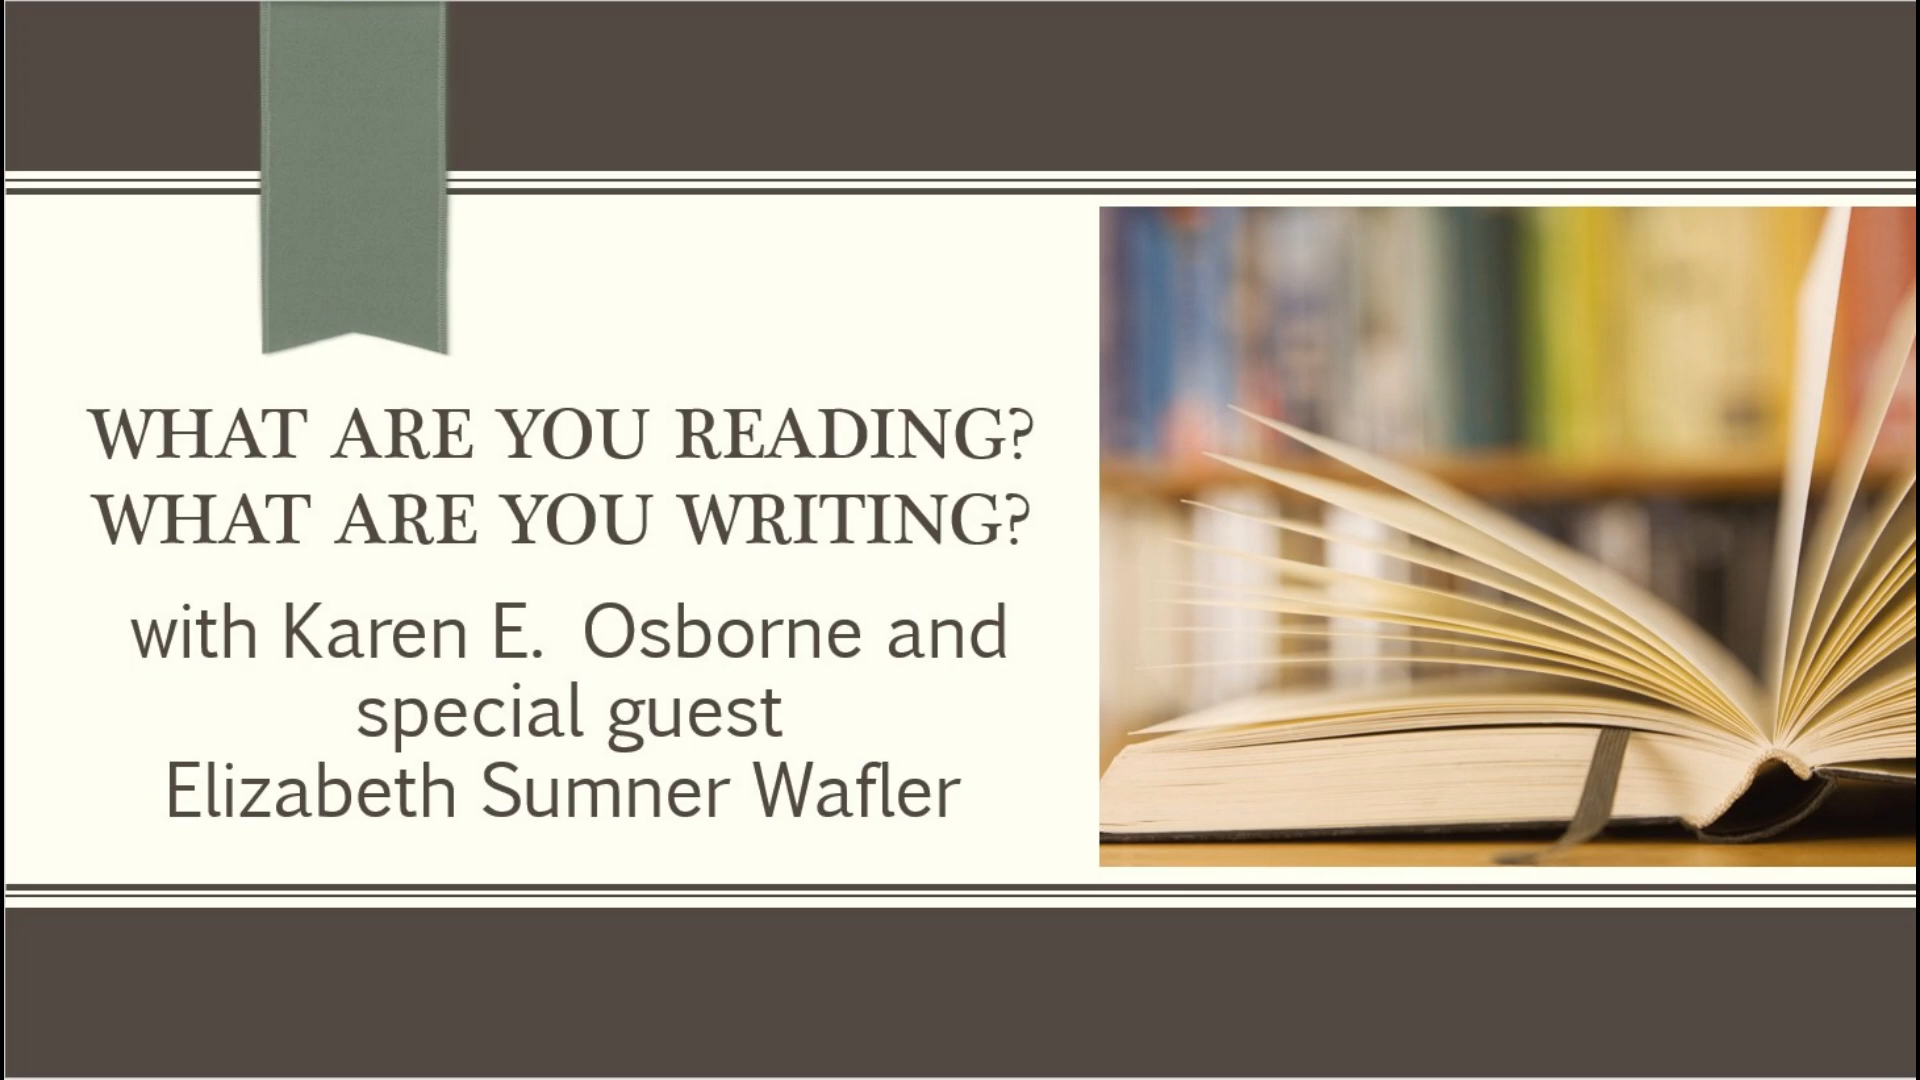 WHAT ARE YOU READING?
WHAT ARE YOU WRITING?
with Karen E.  Osborne and
special guest
Elizabeth Sumner Wafler